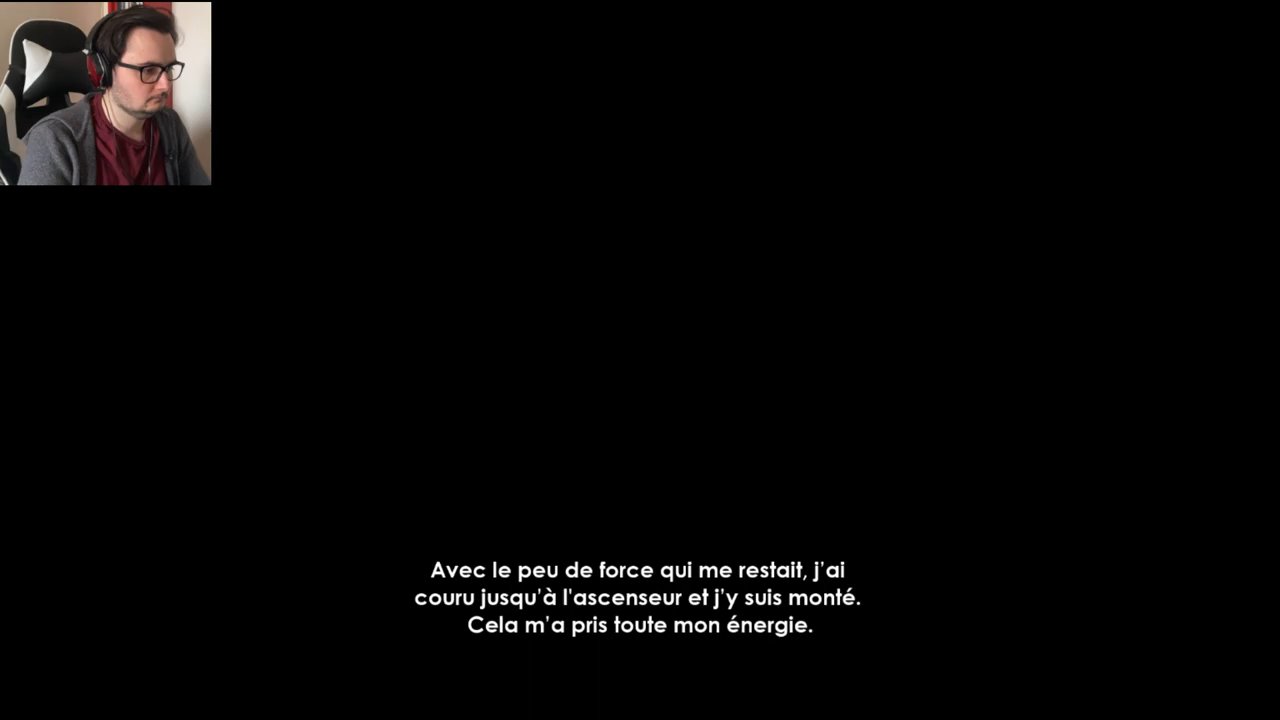 Avec le peu de force qui me restait, j'ai
couru jusqu'à l'ascenseur et j'y suis monté.
Cela m'a pris toute mon énergie.